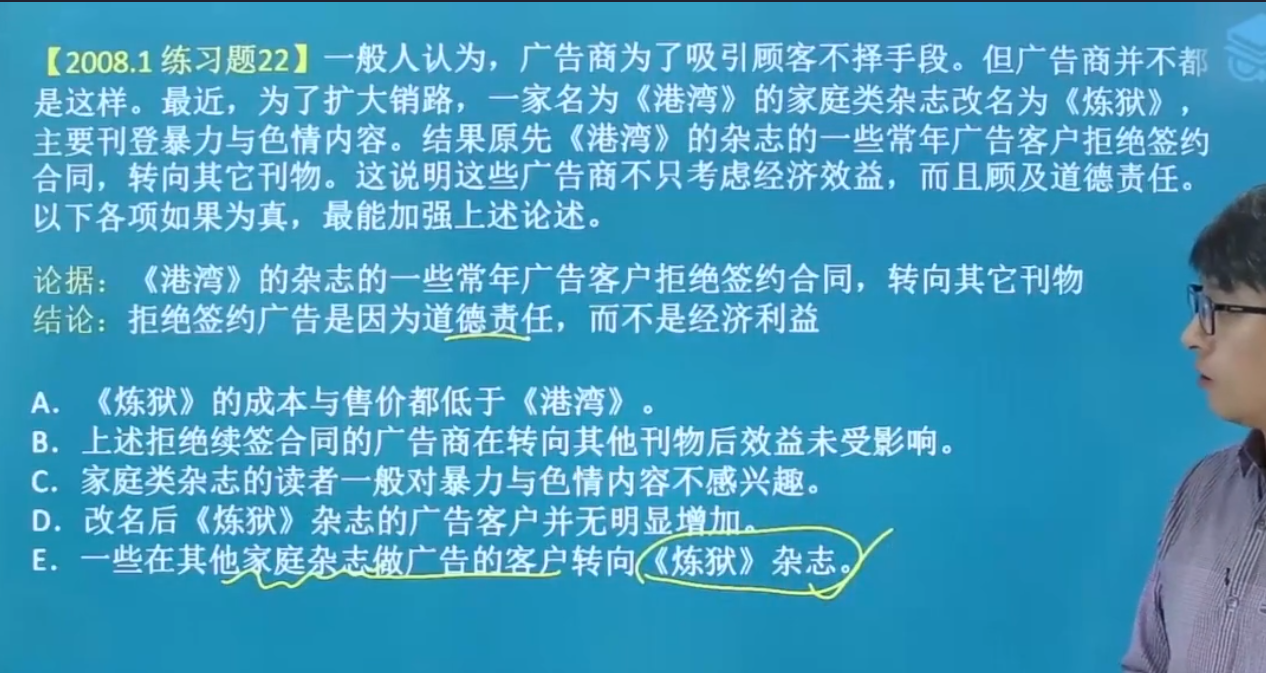 【2008.1 练习题22】一般人认为，广告商为了吸引顾客不择手段。但广告商并不都
是这样。最近，为了扩大销路，一家名为《港湾》的家庭类杂志改名为《炼狱》，
主要刊登暴力与色情内容。结果原先《港湾》的杂志的一些常年广告客户拒绝签约
合同，转向其它刊物。这说明这些广告商不只考虑经济效益，而且顾及道德责任。
以下各项如果为真，最能加强上述论述。
论据：《港湾》的杂志的一些常年广告客户拒绝签约合同，转向其它刊物
结论：拒绝签约广告是因为道德责任，而不是经济利益
A. 《炼狱》的成本与售价都低于《港湾》。
B. 上述拒绝续签合同的广告商在转向其他刊物后效益未受影响。
C. 家庭类杂志的读者一般对暴力与色情内容不感兴趣。
D. 改名后《炼狱》杂志的广告客户并无明显增加。
E. 一些在其他家庭杂志做广告的客户转向《炼狱》杂志。